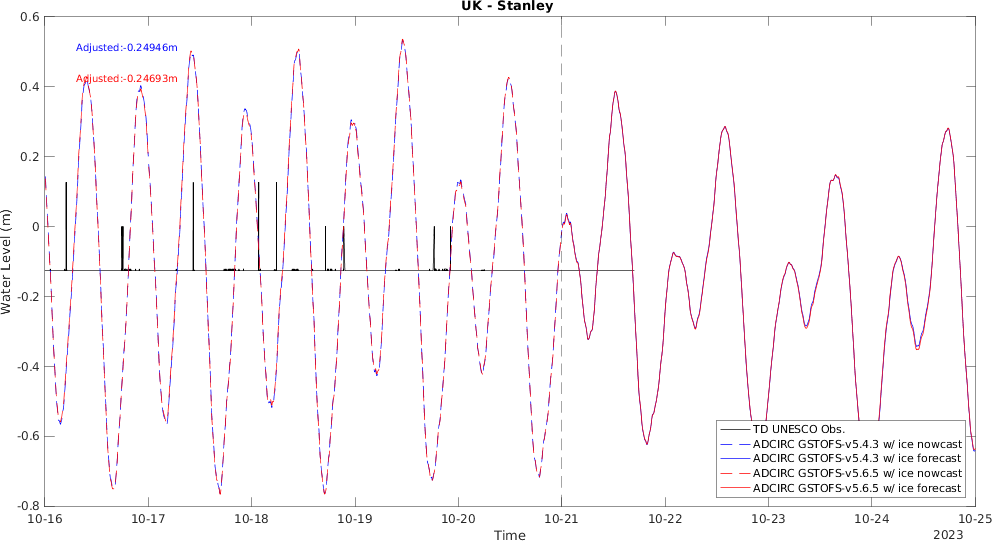 UK - Stanley
0.6
Adjusted:-0.24946m
Adjusted:-0.24693m
0.4
0.2
0
-0.2
-0.4
-0.6
-0.8
Water Level (m)
TD UNESCO Obs.
ADCIRC GSTOFS-v5.4.3 w/ ice nowcast
ADCIRC GSTOFS-v5.4.3 w/ ice forecast
ADCIRC GSTOFS-v5.6.5 w/ ice nowcast
ADCIRC GSTOFS-v5.6.5 w/ ice forecast
10-16 10-17 10-18 10-19 10-20 10-21 10-22 10-23 10-24 10-25
Time
2023